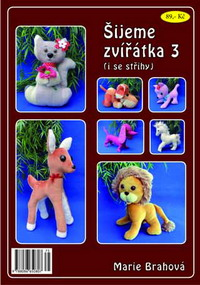 89,- Kč
Šijeme
zvířátka 3
(i se střihy)
Marie Brahová